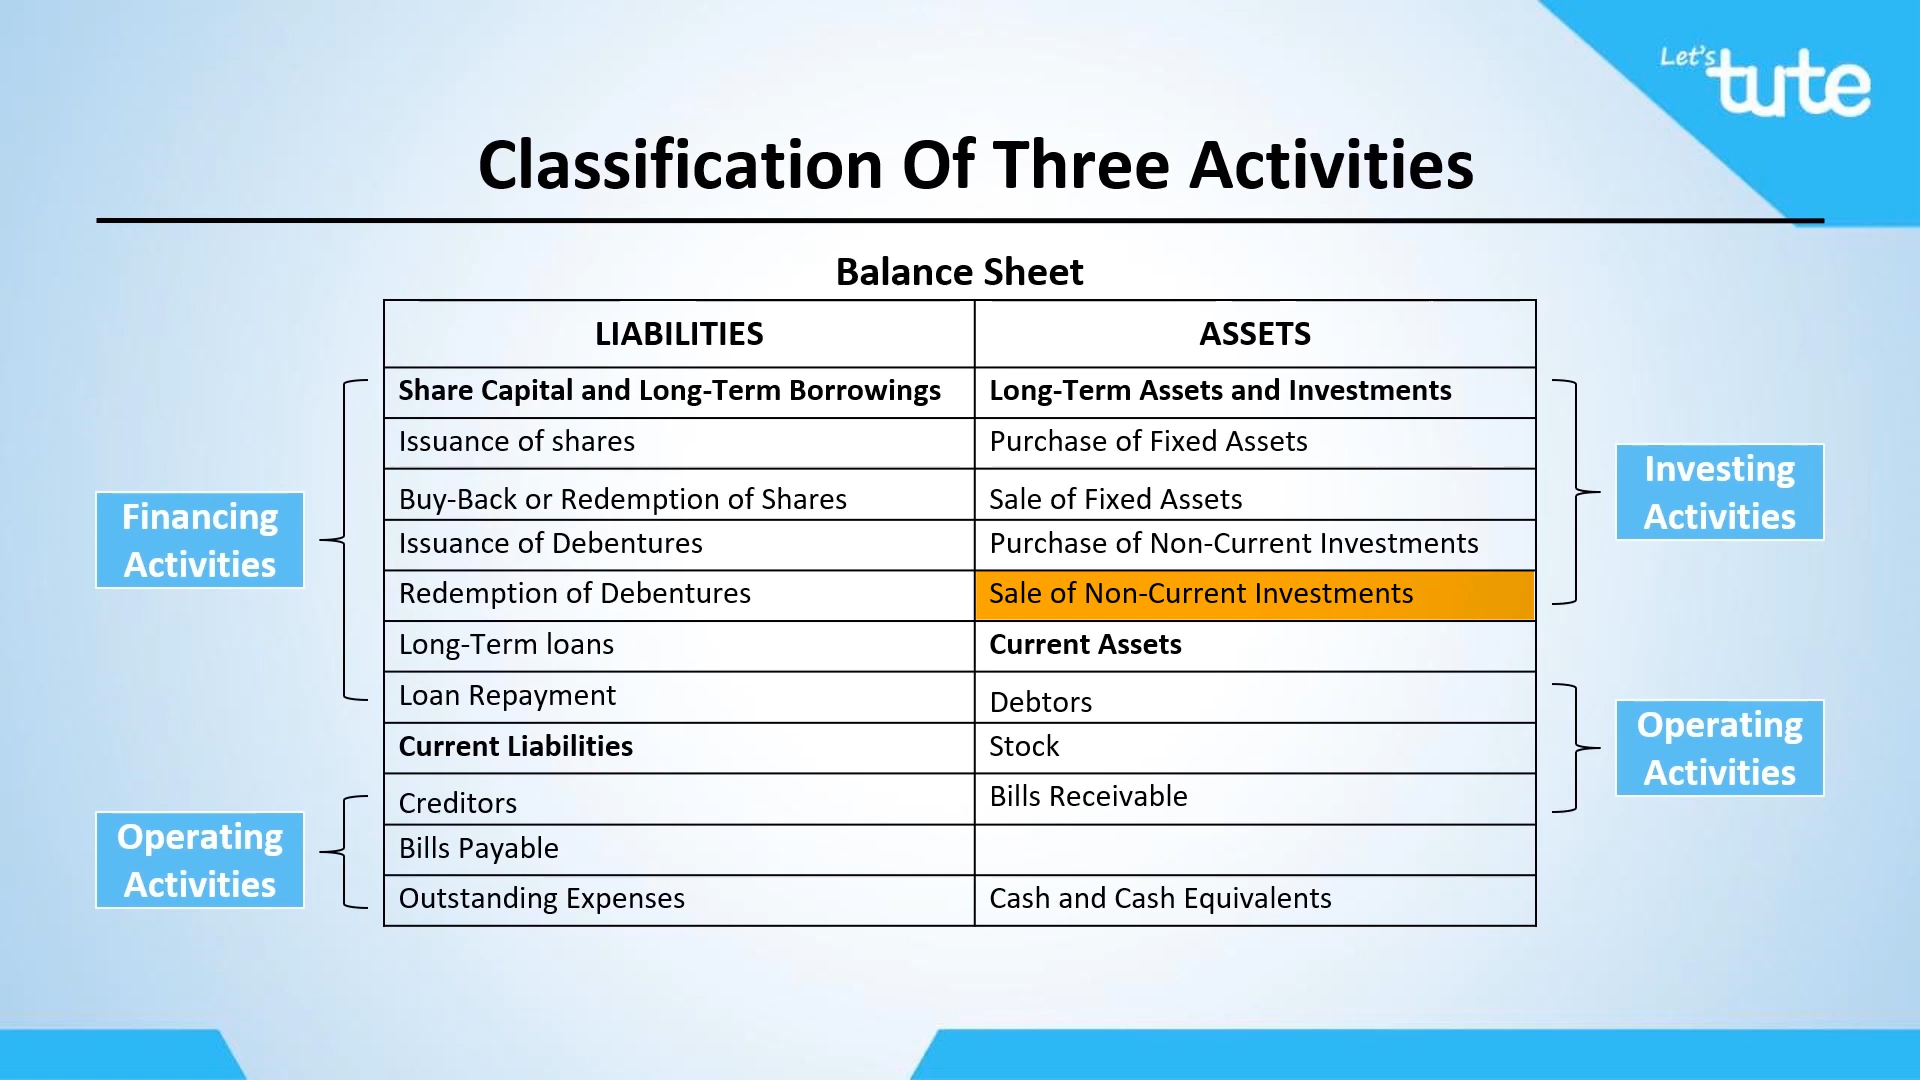 Let's tute
Classification Of Three Activities
Balance Sheet
LIABILITIES
ASSETS
Share Capital and Long-Term Borrowings
Long-Term Assets and Investments
Issuance of shares
Purchase of Fixed Assets
Buy-Back or Redemption of Shares
Sale of Fixed Assets
Issuance of Debentures
Purchase of Non-Current Investments
Redemption of Debentures
Sale of Non-Current Investments
Long-Term loans
Current Assets
Loan Repayment
Debtors
Current Liabilities
Stock
Creditors
Bills Receivable
Bills Payable
Outstanding Expenses
Cash and Cash Equivalents
Financing
Activities
Operating
Activities
Investing
Activities
Operating
Activities